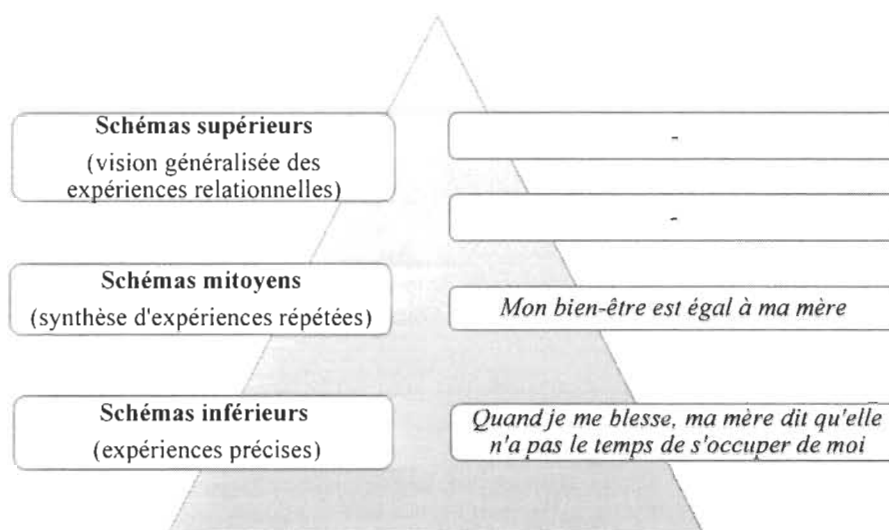 Schémas supérieurs
(vision généralisée des
expériences relationnelles)
-
-
Schémas mitoyens
(synthèse d'expériences répétées)
Mon bien-être est égal à ma mère
Schémas inférieurs
(expériences précises)
Quand je me blesse, ma mère dit qu'elle
n'a pas le temps de s'occuper de moi